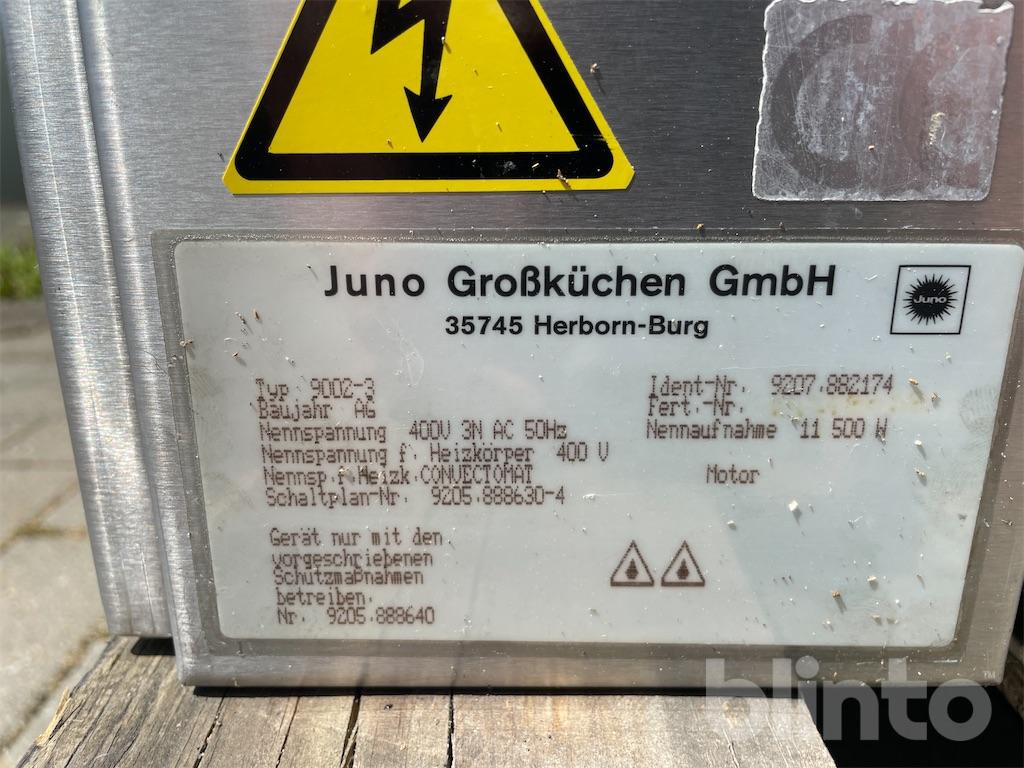 Juno Großküchen GmbH
Juno
35745 Herborn-Burg
Typ 9002-3
Ident-Nr. 9207.882174
Baujahr A6
Fert.-Nr.
Nennspannung 400V 3N AC 50Hz
Nennaufnahme 11 500 W
Nennspannung f. Heizkörper 400 V
Nennsp.f.Heizk.CONVECTOMAT
Motor
Schaltplan-Nr. 9205.888630-4
Gerät nur mit den
vorgeschriebenen
Schutzmaßnahmen
betreiben.
Nr. 9205.888640
blinto